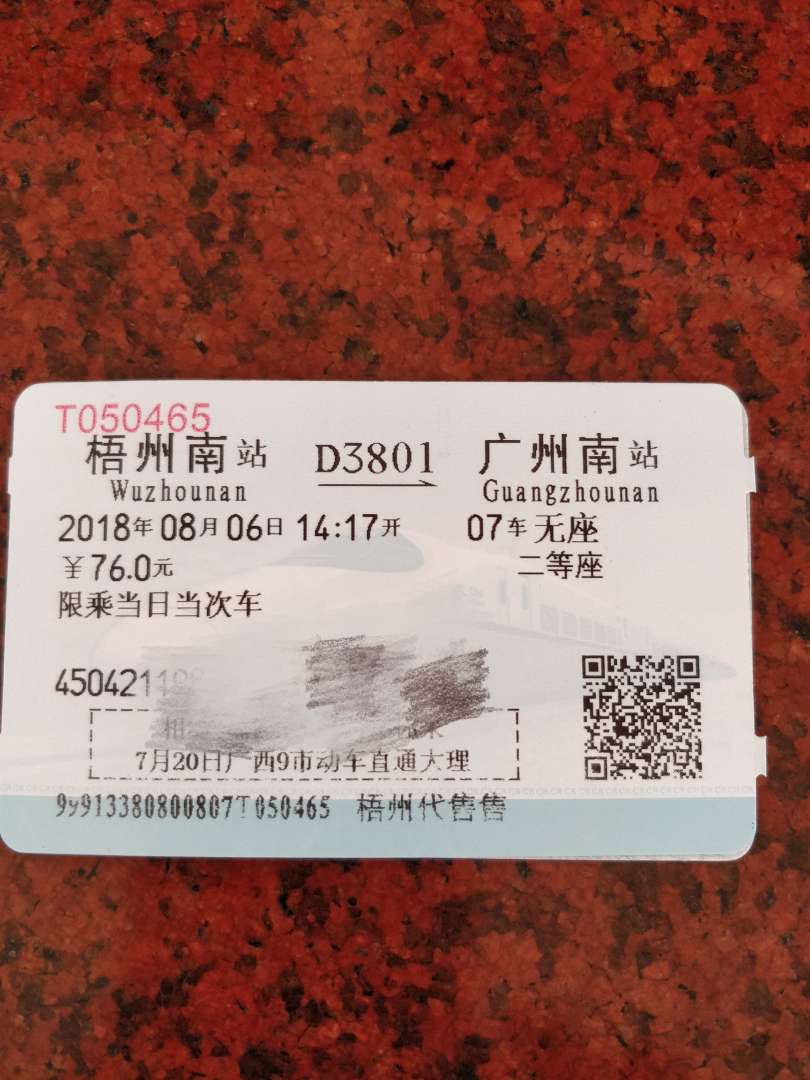 T050465
梧州南站 D3801 广州南站
Wuzhounan Guangzhounan
2018年08月06日 14:17开 07车 无座
￥76.0元 二等座
限乘当日当次车
450421199
7月20日广西9市动车直通大理
99913380800807T050465 梧州代售售